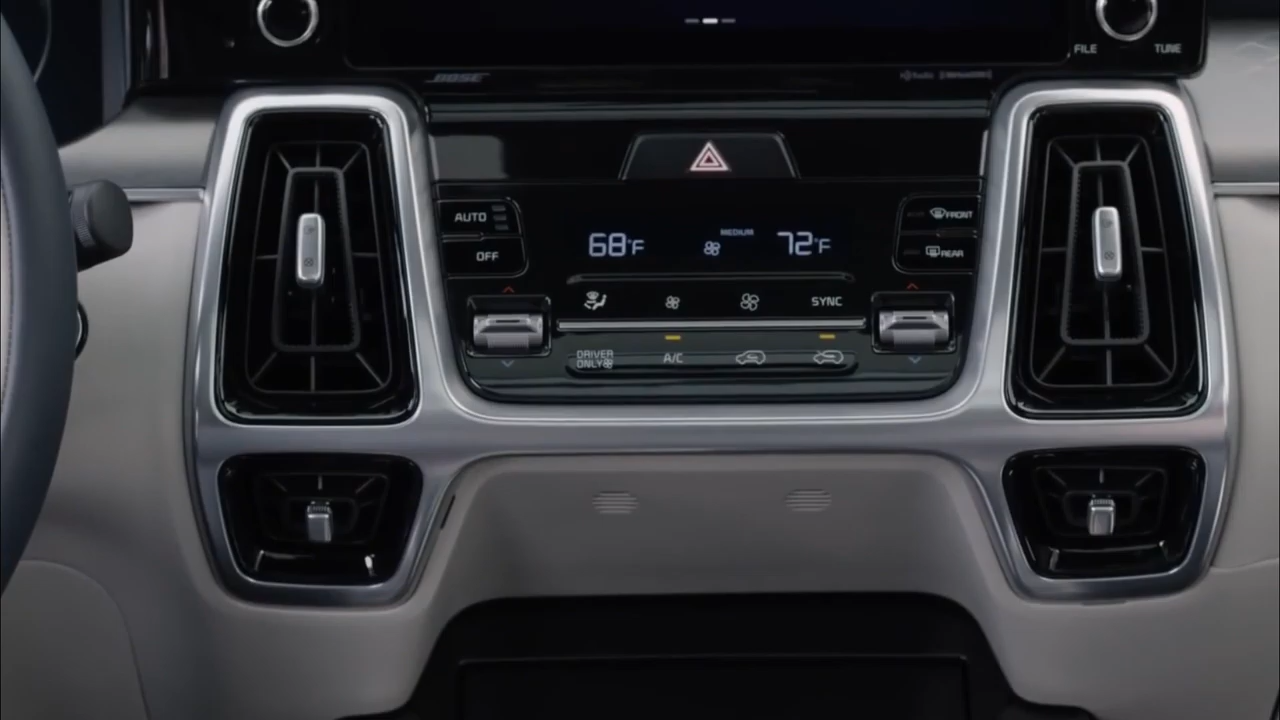 FILE
TUNE
BOSE
AUTO
OFF
68°F
MEDIUM
72°F
FRONT
REAR
SYNC
DRIVER
ONLY
A/C